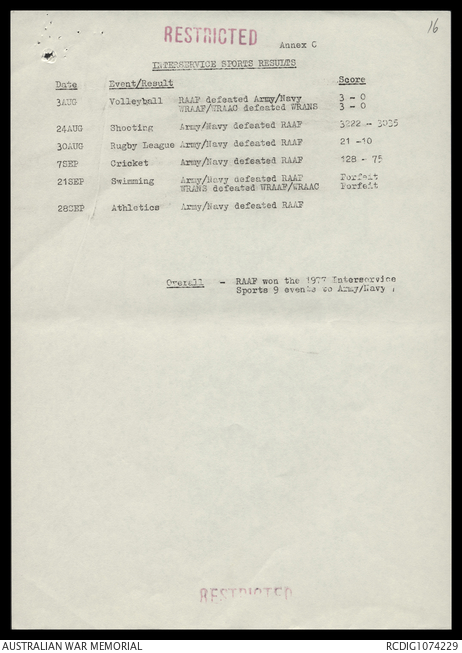 16
RESTRICTED
Annex C
INTERSERVICE SPORTS RESULTS
Date Event/Result Score
3AUG Volleyball RAAF defeated Army/Navy 3 - 0
WRAAF/WRAAC defeated WRANS 3 - 0
24AUG Shooting Army/Navy defeated RAAF 3222 - 3035
30AUG Rugby League Army/Navy defeated RAAF 21 -10
7SEP Cricket Army/Navy defeated RAAF 128 - 75
21SEP Swimming Army/Navy defeated RAAF Forfeit
WRANS defeated WRAAF/WRAAC Forfeit
28SEP Athletics Army/Navy defeated RAAF
Overall - RAAF won the 1977 Interservice
Sports 9 events to Army/Navy
RESTRICTED
AUSTRALIAN WAR MEMORIAL
RCDIG1074229